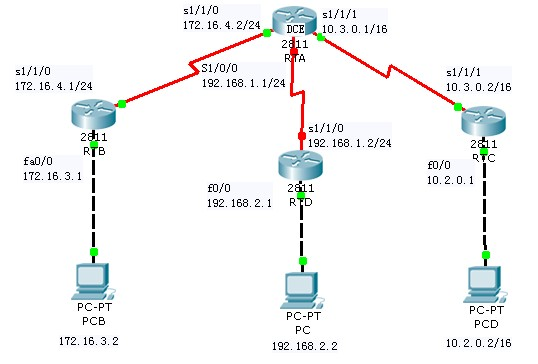 s1/1/0
172.16.4.2/24
DCE
2811
RTA
s1/1/1
10.3.0.1/16
s1/1/0
172.16.4.1/24
S1/0/0
192.168.1.1/24
s1/1/1
10.3.0.2/16
2811
RTB
fa0/0
172.16.3.1
s1/1/0
192.168.1.2/24
2811
RTD
f0/0
192.168.2.1
2811
RTC
f0/0
10.2.0.1
PC-PT
PCB
172.16.3.2
PC-PT
PC
192.168.2.2
PC-PT
PCD
10.2.0.2/16